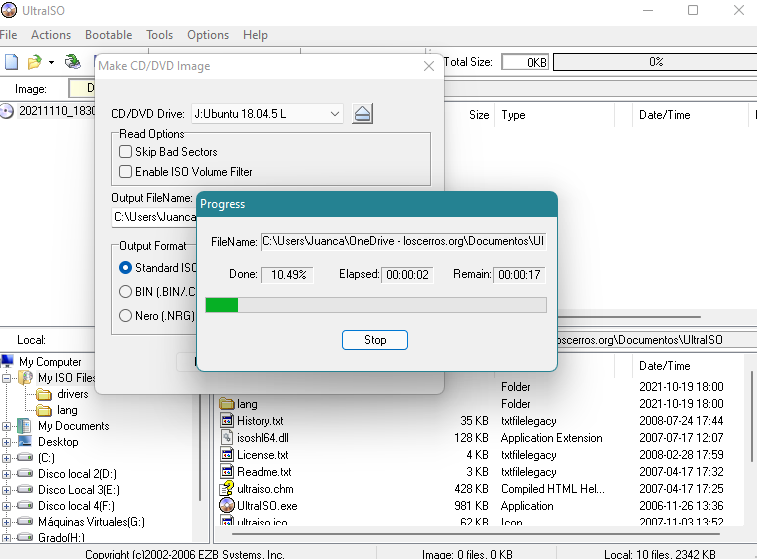 UltraISO
File Actions Bootable Tools Options Help
Total Size: 0KB 0%
Make CD/DVD Image
Image:
20211110_1830
Size Type Date/Time
CD/DVD Drive: J:Ubuntu 18.04.5 L
Read Options
Skip Bad Sectors
Enable ISO Volume Filter
Output FileName:
C:\Users\Juanca
Output Format
Standard ISO
BIN (.BIN/.C
Nero (.NRG)
Progress
FileName: C:\Users\Juanca\OneDrive - loscerros.org\Documentos\Ul
Done: 10.49% Elapsed: 00:00:02 Remain: 00:00:17
Stop
Local: loscerros.org\Documentos\UltraISO
My Computer
My ISO Files
drivers
lang
My Documents
Desktop
(C:)
Disco local 2(D:)
Disco Local 3(E:)
Disco local 4(F:)
Máquinas Virtuales(G:)
Grado(H:)
Date/Time
Folder 2021-10-19 18:00
lang Folder 2021-10-19 18:00
History.txt 35 KB txtfilelegacy 2008-07-24 17:44
isoshl64.dll 128 KB Application Extension 2007-07-17 12:07
License.txt 4 KB txtfilelegacy 2008-02-28 17:59
Readme.txt 3 KB txtfilelegacy 2007-04-17 17:32
ultraiso.chm 428 KB Compiled HTML Hel... 2007-04-17 17:25
UltraISO.exe 981 KB Application 2006-11-26 13:36
ultraiso.ico 62 KB Icon 2007-11-03 13:52
Copyright (c)2002-2006 EZB Systems, Inc. Image: 0 files, 0 KB Local: 10 files, 2342 KB